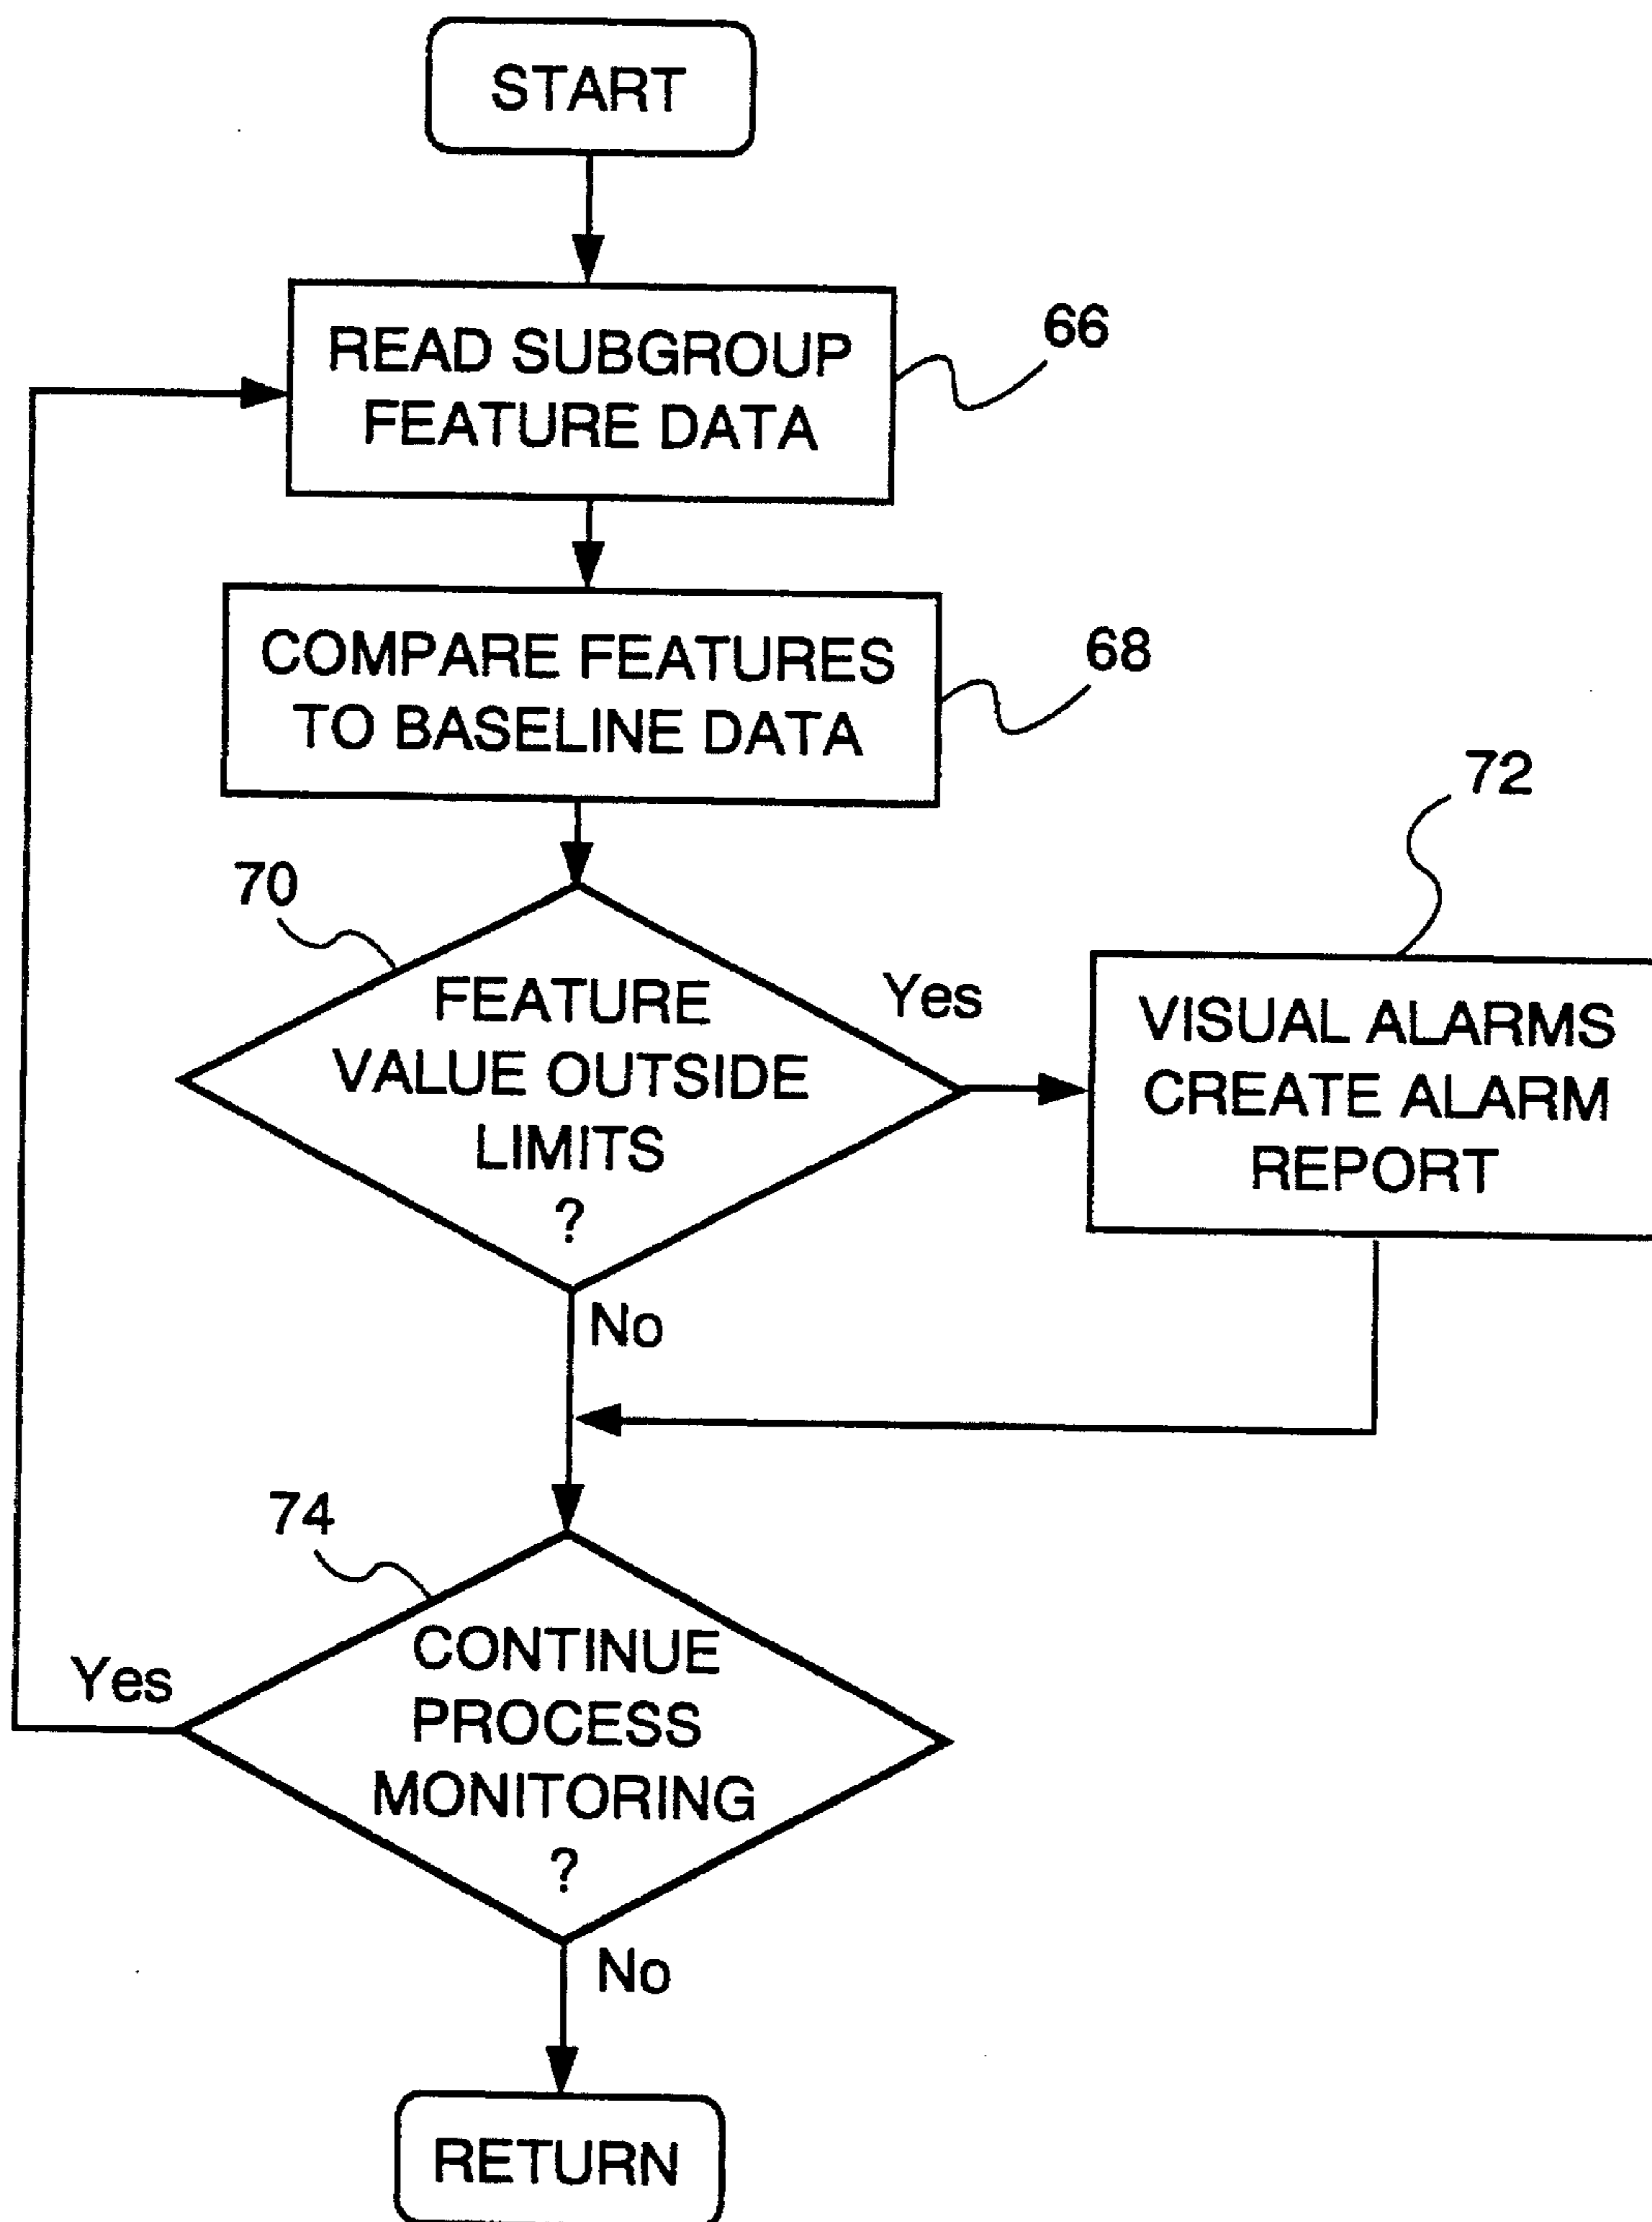 START
READ SUBGROUP
FEATURE DATA
66
COMPARE FEATURES
TO BASELINE DATA
68
70
FEATURE
VALUE OUTSIDE
LIMITS
?
Yes
72
VISUAL ALARMS
CREATE ALARM
REPORT
No
74
CONTINUE
PROCESS
MONITORING
?
Yes
No
RETURN